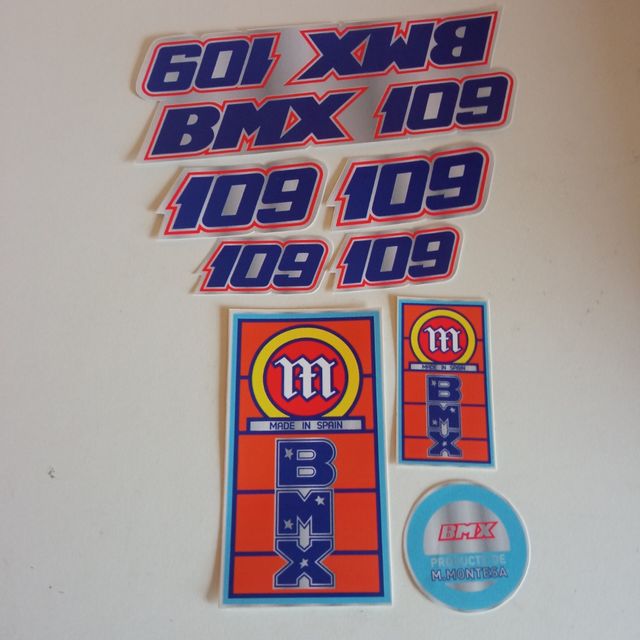 BMX 109
BMX 109
109
109
109
109
M
MADE IN SPAIN
BMX
M
MADE IN SPAIN
BMX
BMX
PRODUCTO DE
M.MONTESA